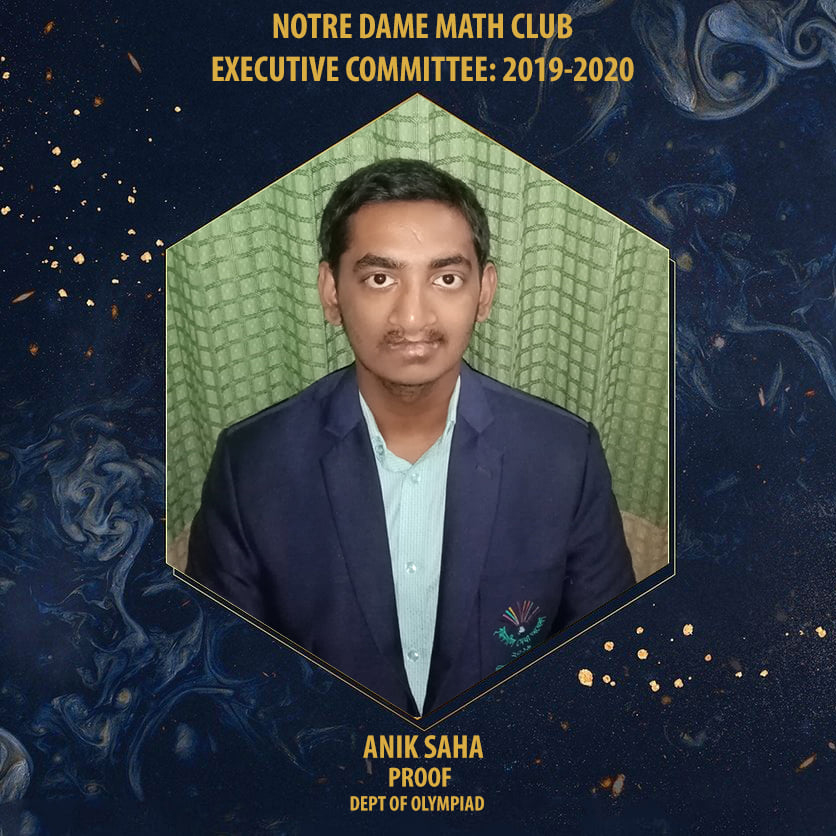 NOTRE DAME MATH CLUB
EXECUTIVE COMMITTEE: 2019-2020
ANIK SAHA
PROOF
DEPT OF OLYMPIAD